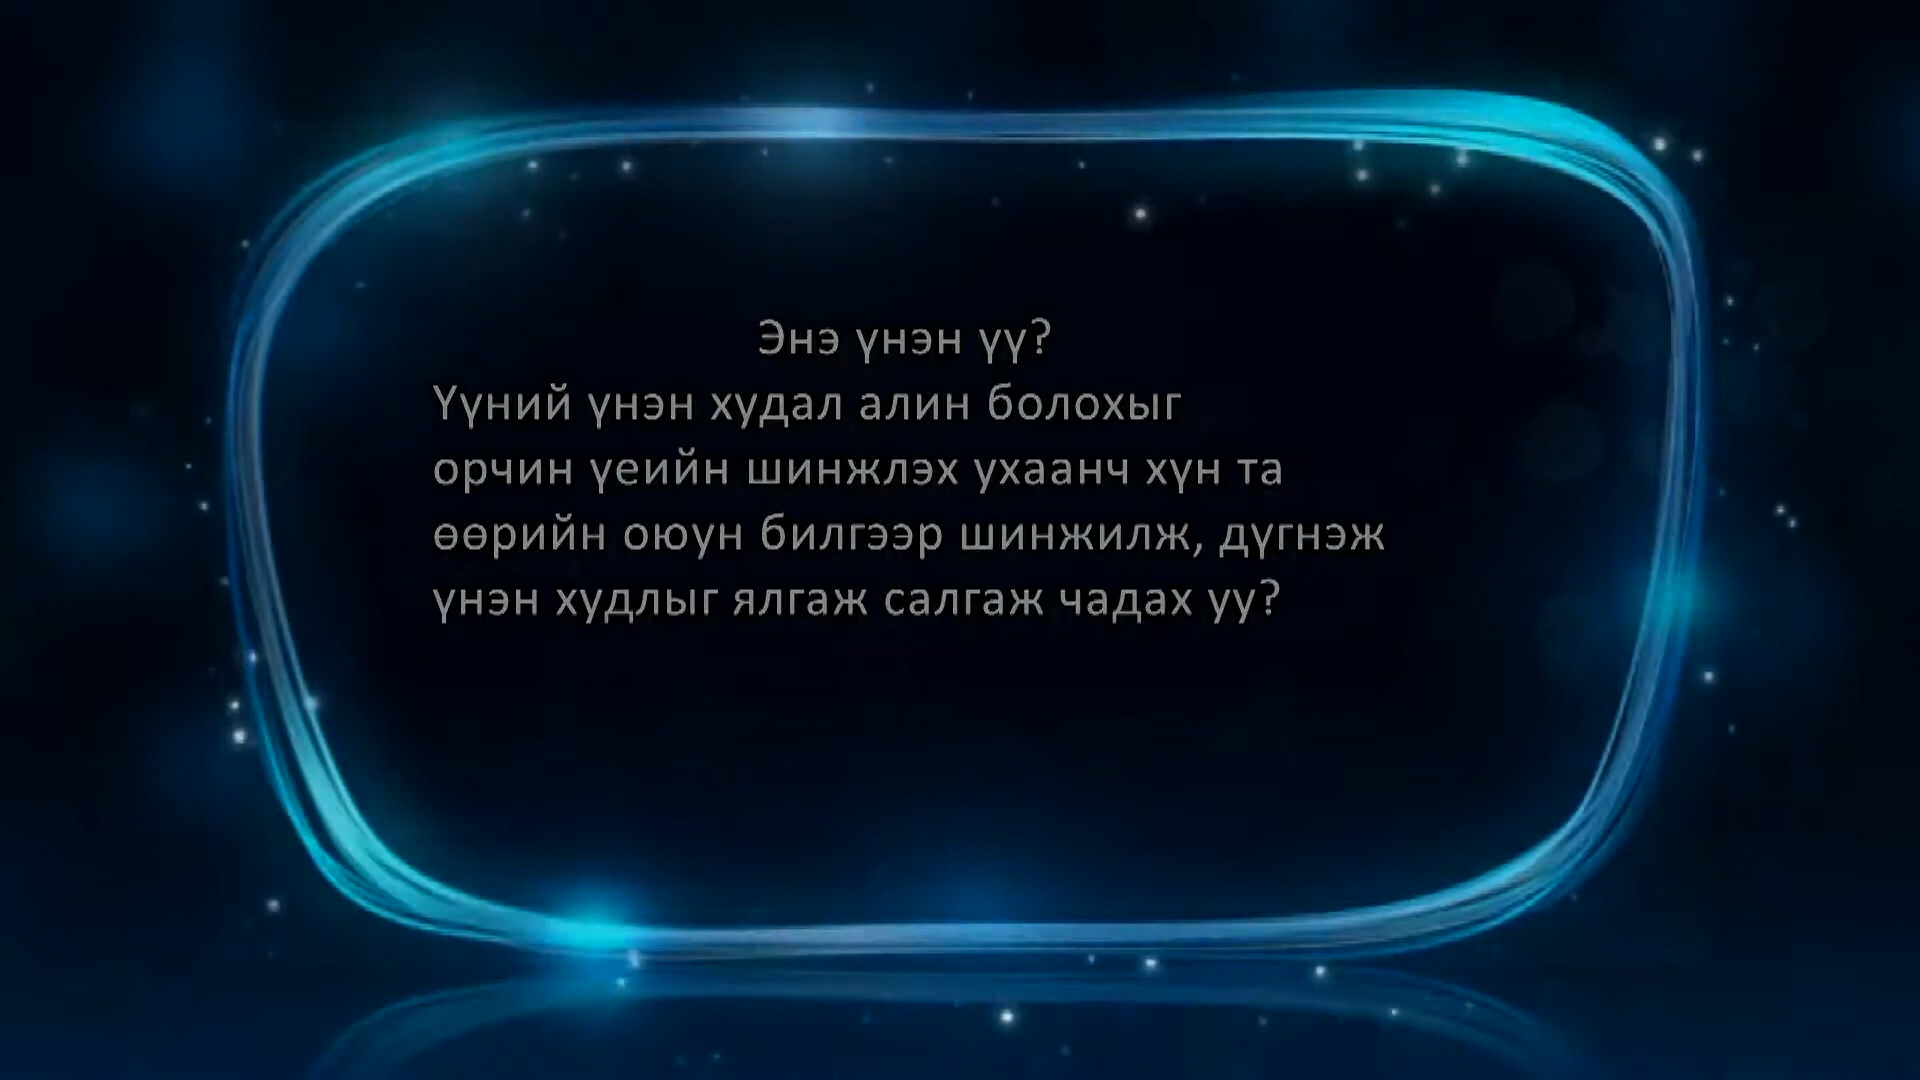 Энэ үнэн үү?
Үүний үнэн худал алин болохыг
орчин үеийн шинжлэх ухаанч хүн та
өөрийн оюун билгээр шинжилж, дүгнэж
үнэн худлыг ялгаж салгаж чадах уу?